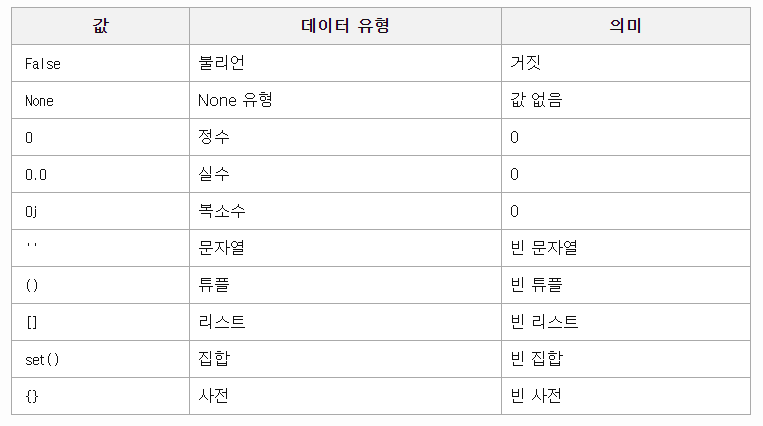 값 데이터 유형 의미
False 불리언 거짓
None None 유형 값 없음
0 정수 0
0.0 실수 0
0j 복소수 0
'' 문자열 빈 문자열
() 튜플 빈 튜플
[] 리스트 빈 리스트
set() 집합 빈 집합
{} 사전 빈 사전